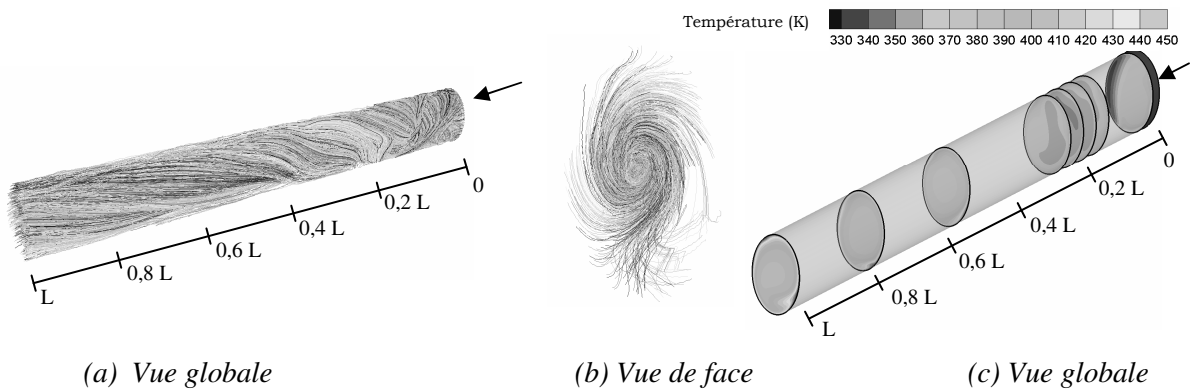 Température (K)
330 340 350 360 370 380 390 400 410 420 430 440 450
0
0,2 L
0,4 L
0,6 L
0,8 L
L
0
0,2 L
0,4 L
0,6 L
0,8 L
L
(a) Vue globale
(b) Vue de face
(c) Vue globale